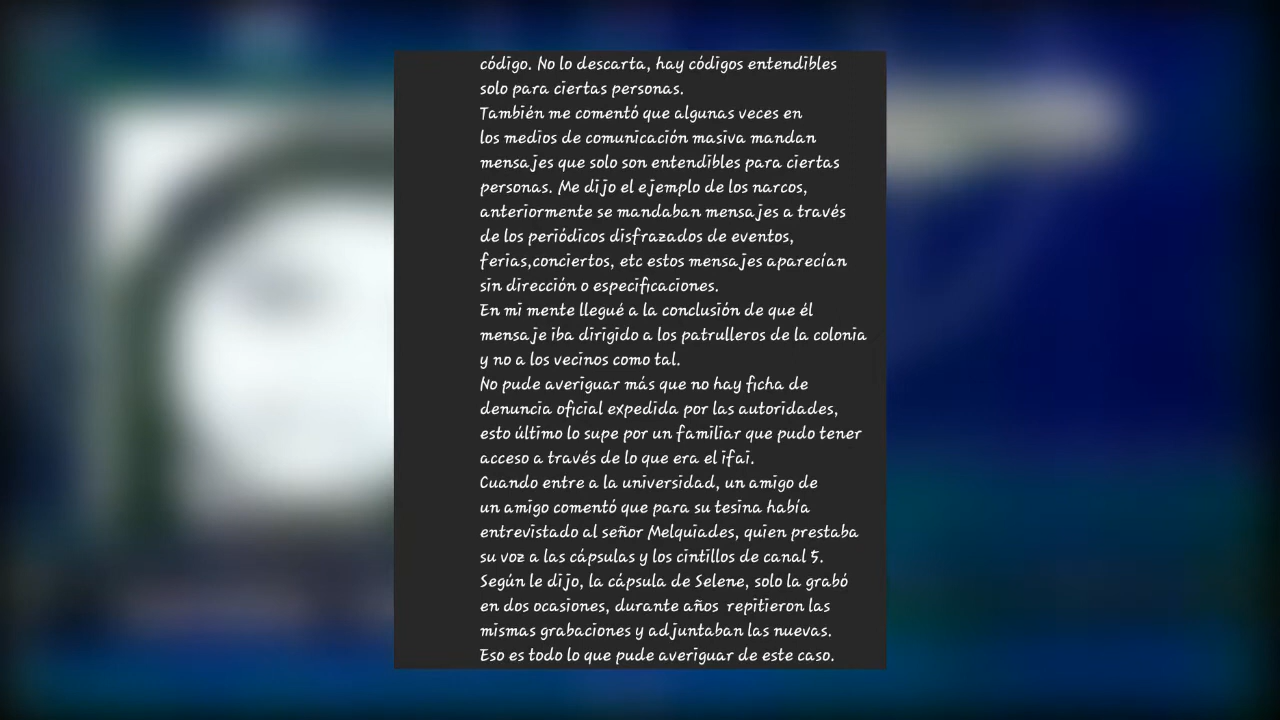 código. No lo descarta, hay códigos entendibles
solo para ciertas personas.
También me comentó que algunas veces en
los medios de comunicación masiva mandan
mensajes que solo son entendibles para ciertas
personas. Me dijo el ejemplo de los narcos,
anteriormente se mandaban mensajes a través
de los periódicos disfrazados de eventos,
ferias,conciertos, etc estos mensajes aparecían
sin dirección o especificaciones.
En mi mente llegué a la conclusión de que él
mensaje iba dirigido a los patrulleros de la colonia
y no a los vecinos como tal.
No pude averiguar más que no hay ficha de
denuncia oficial expedida por las autoridades,
esto último lo supe por un familiar que pudo tener
acceso a través de lo que era el ifai.
Cuando entre a la universidad, un amigo de
un amigo comentó que para su tesina había
entrevistado al señor Melquiades, quien prestaba
su voz a las cápsulas y los cintillos de canal 5.
Según le dijo, la cápsula de Selene, solo la grabó
en dos ocasiones, durante años  repitieron las
mismas grabaciones y adjuntaban las nuevas.
Eso es todo lo que pude averiguar de este caso.